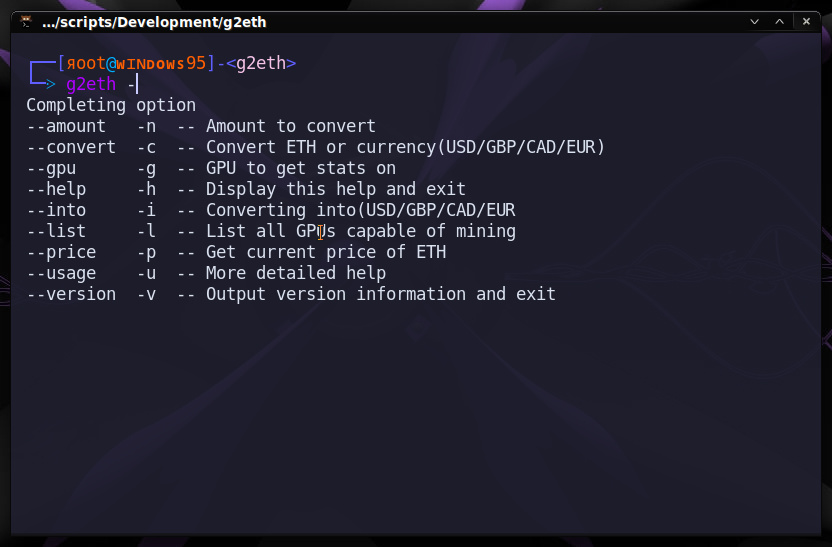 …/scripts/Development/g2eth
┌──[ʀoot@ᴡɪɴᴅᴏᴡs95]-<g2eth>
└─> g2eth -
Completing option
--amount   -n  -- Amount to convert
--convert  -c  -- Convert ETH or currency(USD/GBP/CAD/EUR)
--gpu      -g  -- GPU to get stats on
--help     -h  -- Display this help and exit
--into     -i  -- Converting into(USD/GBP/CAD/EUR
--list     -l  -- List all GPUs capable of mining
--price    -p  -- Get current price of ETH
--usage    -u  -- More detailed help
--version  -v  -- Output version information and exit